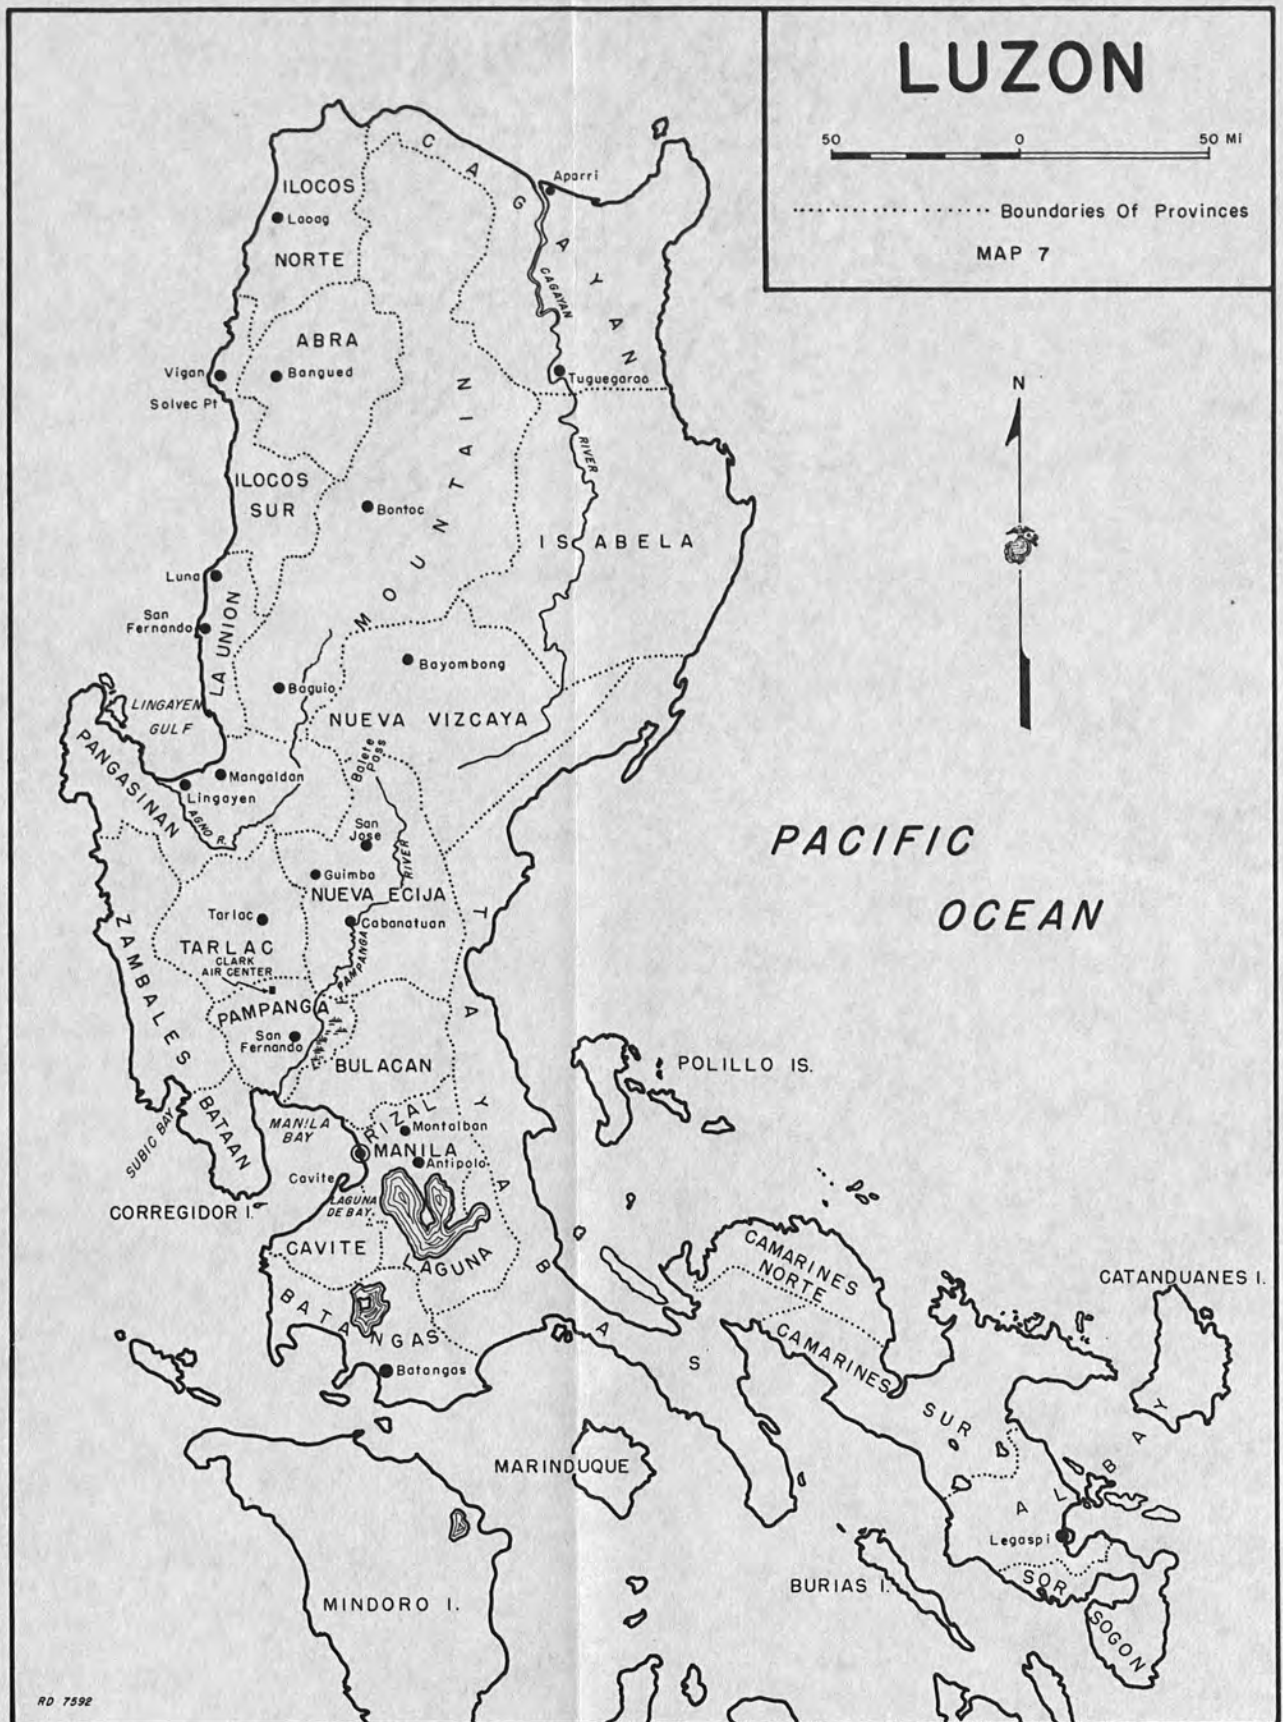 LUZON
50 0 50 Mi
Boundaries Of Provinces
MAP 7
N
CAGAYAN
Aparri
ILOCOS
Laoag
NORTE
CAGAYAN
RIVER
ABRA
Vigan
Bangued
Tuguegarao
Solvec Pt
MOUNTAIN
ILOCOS
SUR
Bontoc
ISABELA
Luna
San
Fernando
LA UNION
Bayombong
Baguio
LINGAYEN
GULF
NUEVA VIZCAYA
PANGASINAN
Balete
Pass
Mangaldan
Lingayen
AGNO R.
San
Jose
RIVER
PACIFIC
OCEAN
Guimba
NUEVA ECIJA
Tarlac
Cabanatuan
ZAMBALES
TARLAC
CLARK
AIR CENTER
PAMPANGA
PAMPANGA
San
Fernando
TAYABAS
BULACAN
POLILLO IS.
SUBIC BAY
BATAAN
MANILA
BAY
RIZAL
Montalban
MANILA
Antipolo
Cavite
LAGUNA
DE BAY
CORREGIDOR I.
CAVITE
LAGUNA
BATANGAS
Batangas
CAMARINES
NORTE
CATANDUANES I.
CAMARINES
SUR
MARINDUQUE
ALBAY
Legaspi
BURIAS I.
SOR
SOGON
MINDORO I.
RD 7592